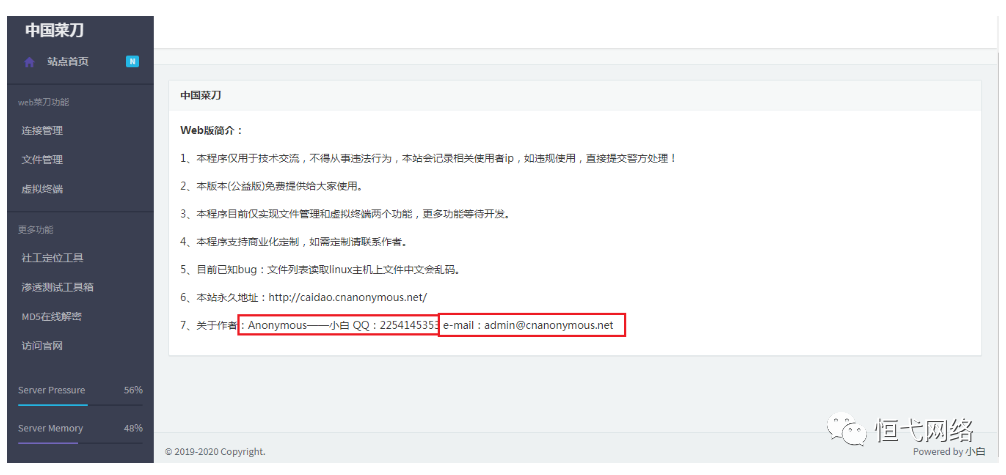 中国菜刀
站点首页
N
web菜刀功能
连接管理
文件管理
虚拟终端
更多功能
社工定位工具
渗透测试工具箱
MD5在线解密
访问官网
Server Pressure 56%
Server Memory 48%
中国菜刀
Web版简介：
1、本程序仅用于技术交流，不得从事违法行为，本站会记录相关使用者ip，如违规使用，直接提交警方处理！
2、本版本(公益版)免费提供给大家使用。
3、本程序目前仅实现文件管理和虚拟终端两个功能，更多功能等待开发。
4、本程序支持商业化定制，如需定制请联系作者。
5、目前已知bug：文件列表读取linux主机上文件中文会乱码。
6、本站永久地址：http://caidao.cnanonymous.net/
7、关于作者：Anonymous——小白 QQ：2254145353 e-mail：admin@cnanonymous.net
恒弋网络
© 2019-2020 Copyright.
Powered by 小白